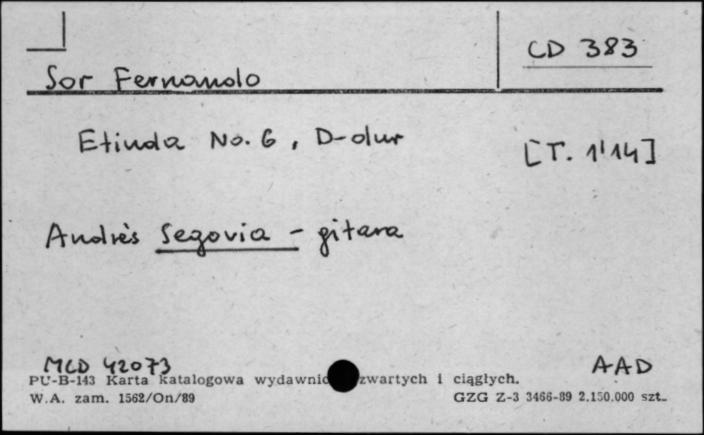 CD 383
Sor Fernando
Etiuda No. 6, D-dur
[T. 1'14]
Andrés Segovia - gitara
MCD 42073
AAD
PU-B-143 Karta katalogowa wydawnic zwartych i ciągłych.
W.A. zam. 1562/On/89
GZG Z-3 3466-89 2.150.000 szt.